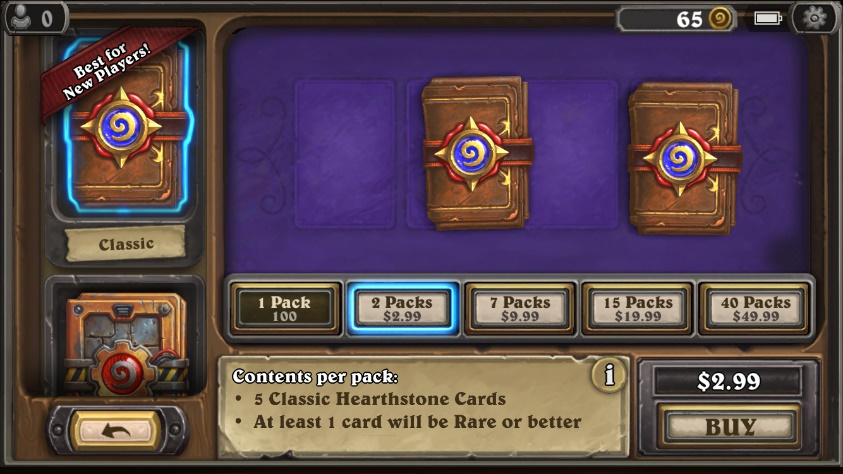 0
65
Best for
New Players!
Classic
1 Pack
100
2 Packs
$2.99
7 Packs
$9.99
15 Packs
$19.99
40 Packs
$49.99
Contents per pack:
• 5 Classic Hearthstone Cards
• At least 1 card will be Rare or better
i
$2.99
BUY